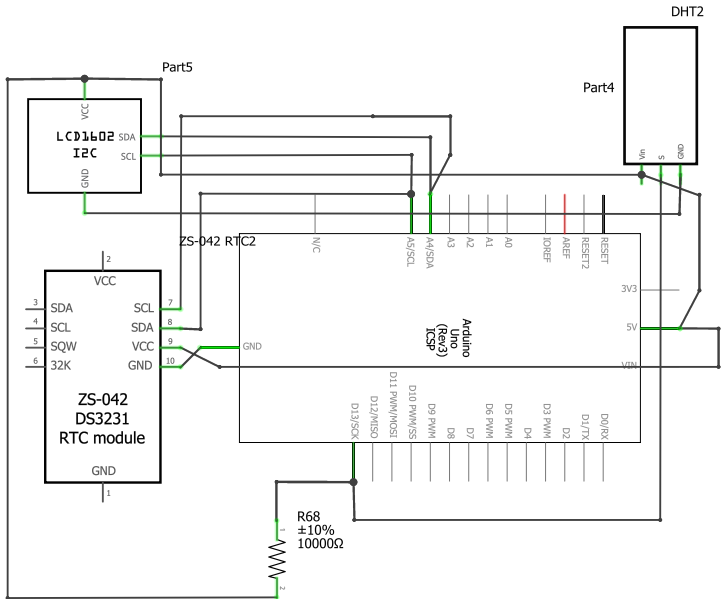 DHT2
Part5
Part4
VCC
LCD1602
I2C
SDA
SCL
GND
Vin
S
GND
ZS-042 RTC2
N/C
A5/SCL
A4/SDA
A3
A2
A1
A0
IOREF
AREF
RESET2
RESET
2
VCC
3V3
3 SDA
SCL 7
4 SCL
SDA 8
5V
5 SQW
VCC 9
GND
6 32K
GND 10
VIN
Arduino
Uno
(Rev3)
ICSP
ZS-042
DS3231
RTC module
D13/SCK
D12/MISO
D11 PWM/MOSI
D10 PWM/SS
D9 PWM
D8
D7
D6 PWM
D5 PWM
D4
D3 PWM
D2
D1/TX
D0/RX
GND
1
R68
±10%
10000Ω
1
2